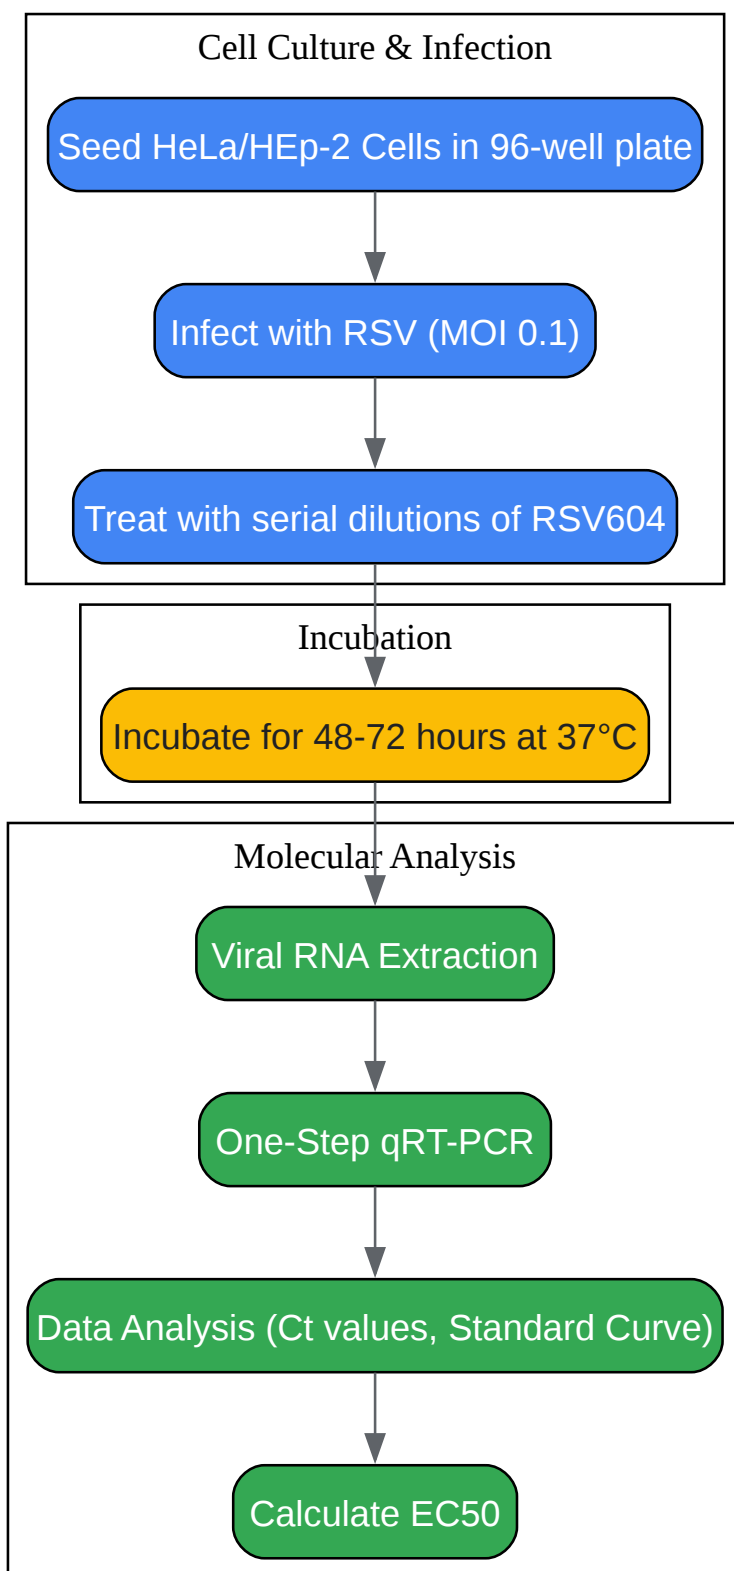 Cell Culture & Infection
Seed HeLa/HEp-2 Cells in 96-well plate
Infect with RSV (MOI 0.1)
Treat with serial dilutions of RSV604
Incubation
Incubate for 48-72 hours at 37°C
Molecular Analysis
Viral RNA Extraction
One-Step qRT-PCR
Data Analysis (Ct values, Standard Curve)
Calculate EC50